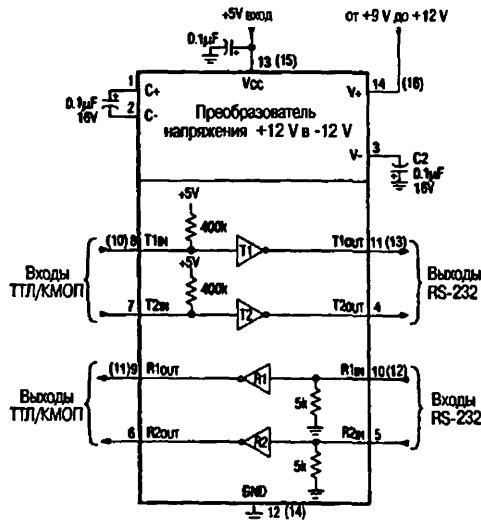 +5V вход
от +9 V до +12 V
0.1µF
13 (15)
Vcc
1
C+
14
V+
(16)
0.1µF
16V
2
C-
Преобразователь
напряжения +12 V в -12 V
V-
3
C2
0.1µF
16V
+5V
400k
(10) 8
T1IN
T1
T1OUT
11 (13)
+5V
400k
Входы
ТТЛ/КМОП
Выходы
RS-232
7
T2IN
T2
T2OUT
4
(11) 9
R1OUT
R1
R1IN
10 (12)
5k
Выходы
ТТЛ/КМОП
Входы
RS-232
6
R2OUT
R2
R2IN
5
5k
GND
12 (14)